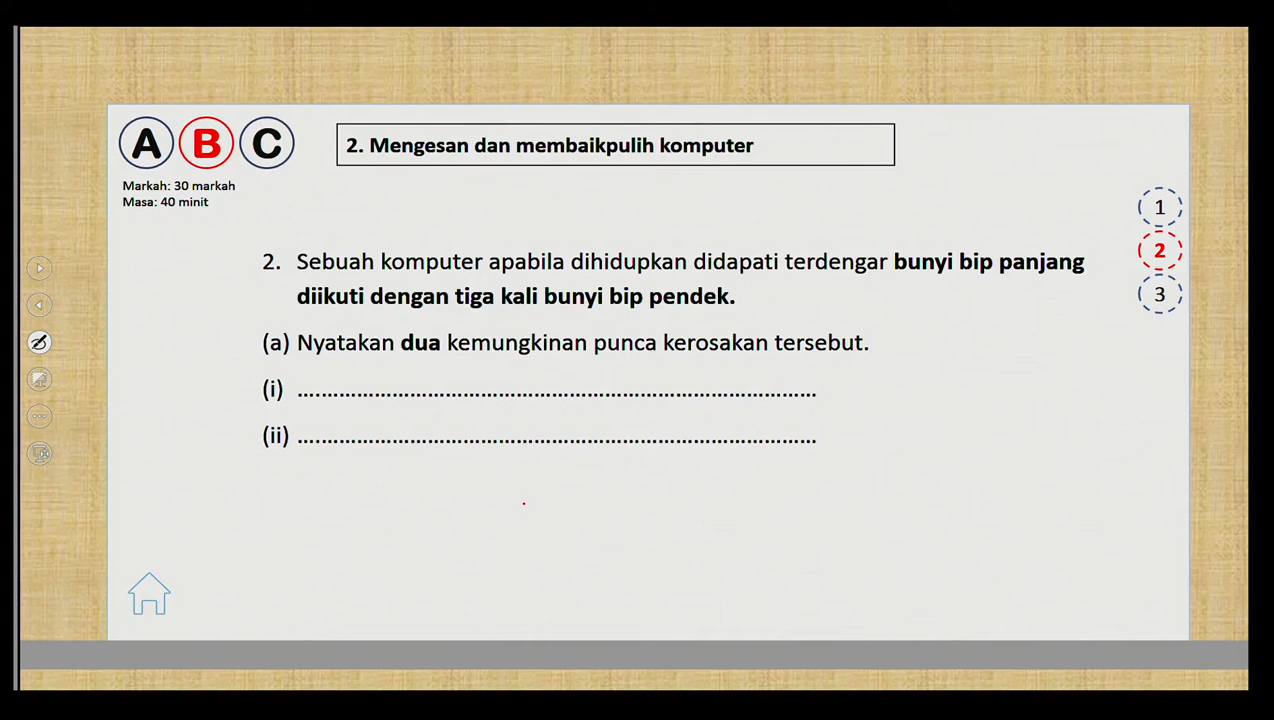 A B C
2. Mengesan dan membaikpulih komputer
Markah: 30 markah
Masa: 40 minit
1
2
3
2. Sebuah komputer apabila dihidupkan didapati terdengar bunyi bip panjang
diikuti dengan tiga kali bunyi bip pendek.
(a) Nyatakan dua kemungkinan punca kerosakan tersebut.
(i) ....................................................................................
(ii) ....................................................................................